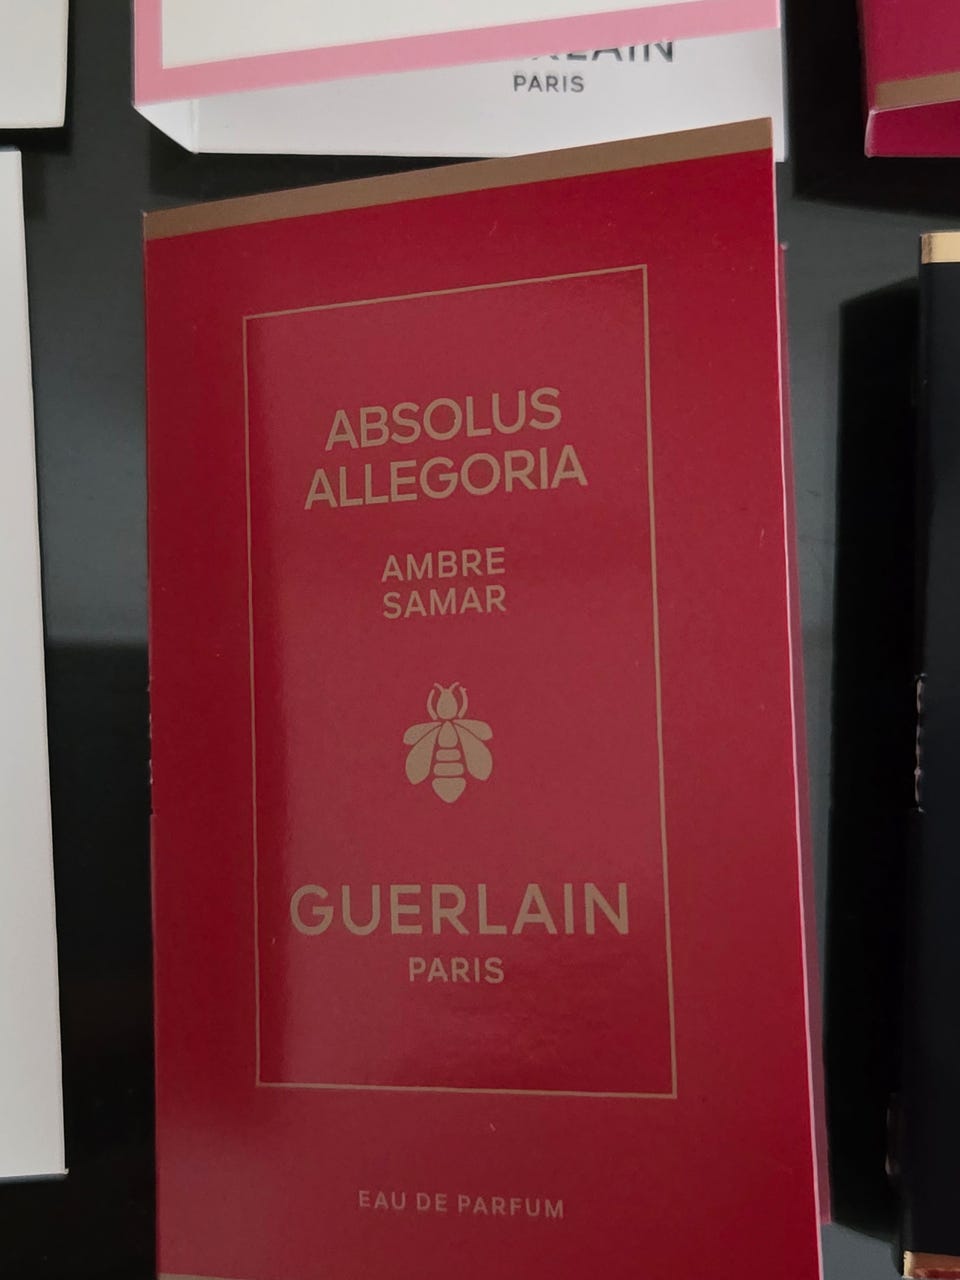 PARIS
ABSOLUS
ALLEGORIA
AMBRE
SAMAR
GUERLAIN
PARIS
EAU DE PARFUM